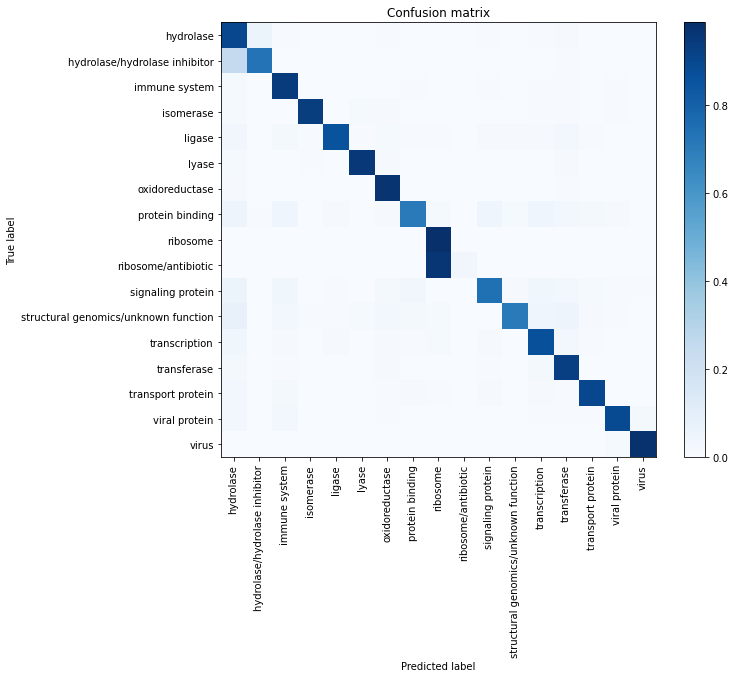 Confusion matrix
True label
hydrolase
hydrolase/hydrolase inhibitor
immune system
isomerase
ligase
lyase
oxidoreductase
protein binding
ribosome
ribosome/antibiotic
signaling protein
structural genomics/unknown function
transcription
transferase
transport protein
viral protein
virus
hydrolase
hydrolase/hydrolase inhibitor
immune system
isomerase
ligase
lyase
oxidoreductase
protein binding
ribosome
ribosome/antibiotic
signaling protein
structural genomics/unknown function
transcription
transferase
transport protein
viral protein
virus
Predicted label
0.8
0.6
0.4
0.2
0.0